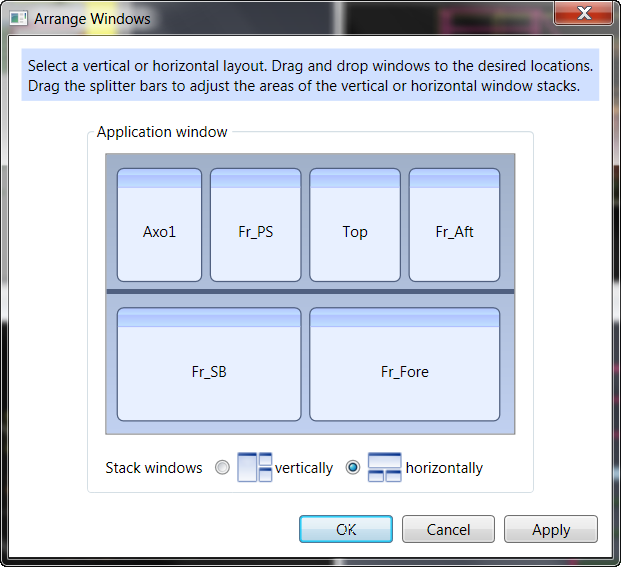 Arrange Windows
Select a vertical or horizontal layout. Drag and drop windows to the desired locations.
Drag the splitter bars to adjust the areas of the vertical or horizontal window stacks.
Application window
Axo1 Fr_PS Top Fr_Aft
Fr_SB Fr_Fore
Stack windows vertically horizontally
OK Cancel Apply